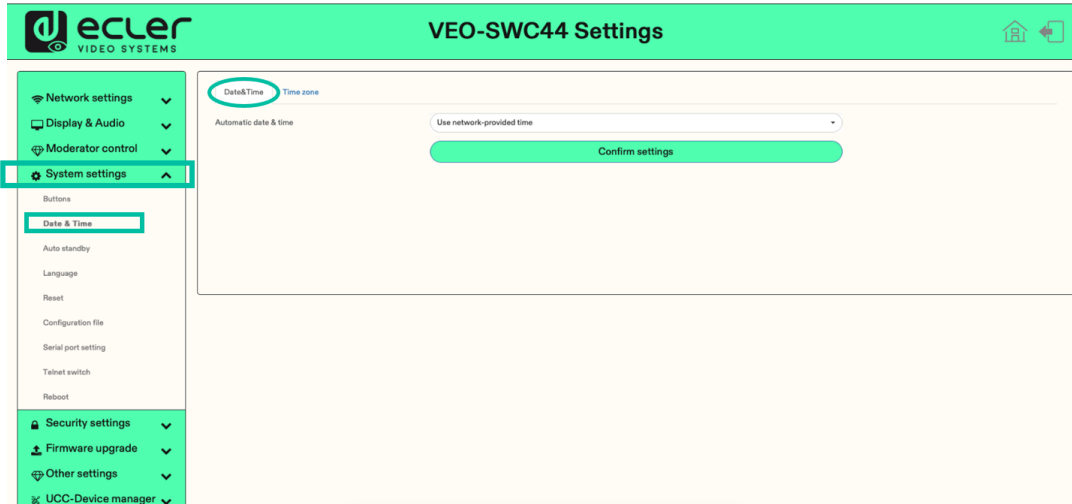 ecler
VIDEO SYSTEMS
VEO-SWC44 Settings
Network settings
Display & Audio
Moderator control
System settings
Buttons
Date & Time
Auto standby
Language
Reset
Configuration file
Serial port setting
Telnet switch
Reboot
Security settings
Firmware upgrade
Other settings
UCC-Device manager
Date&Time Time zone
Automatic date & time Use network-provided time
Confirm settings